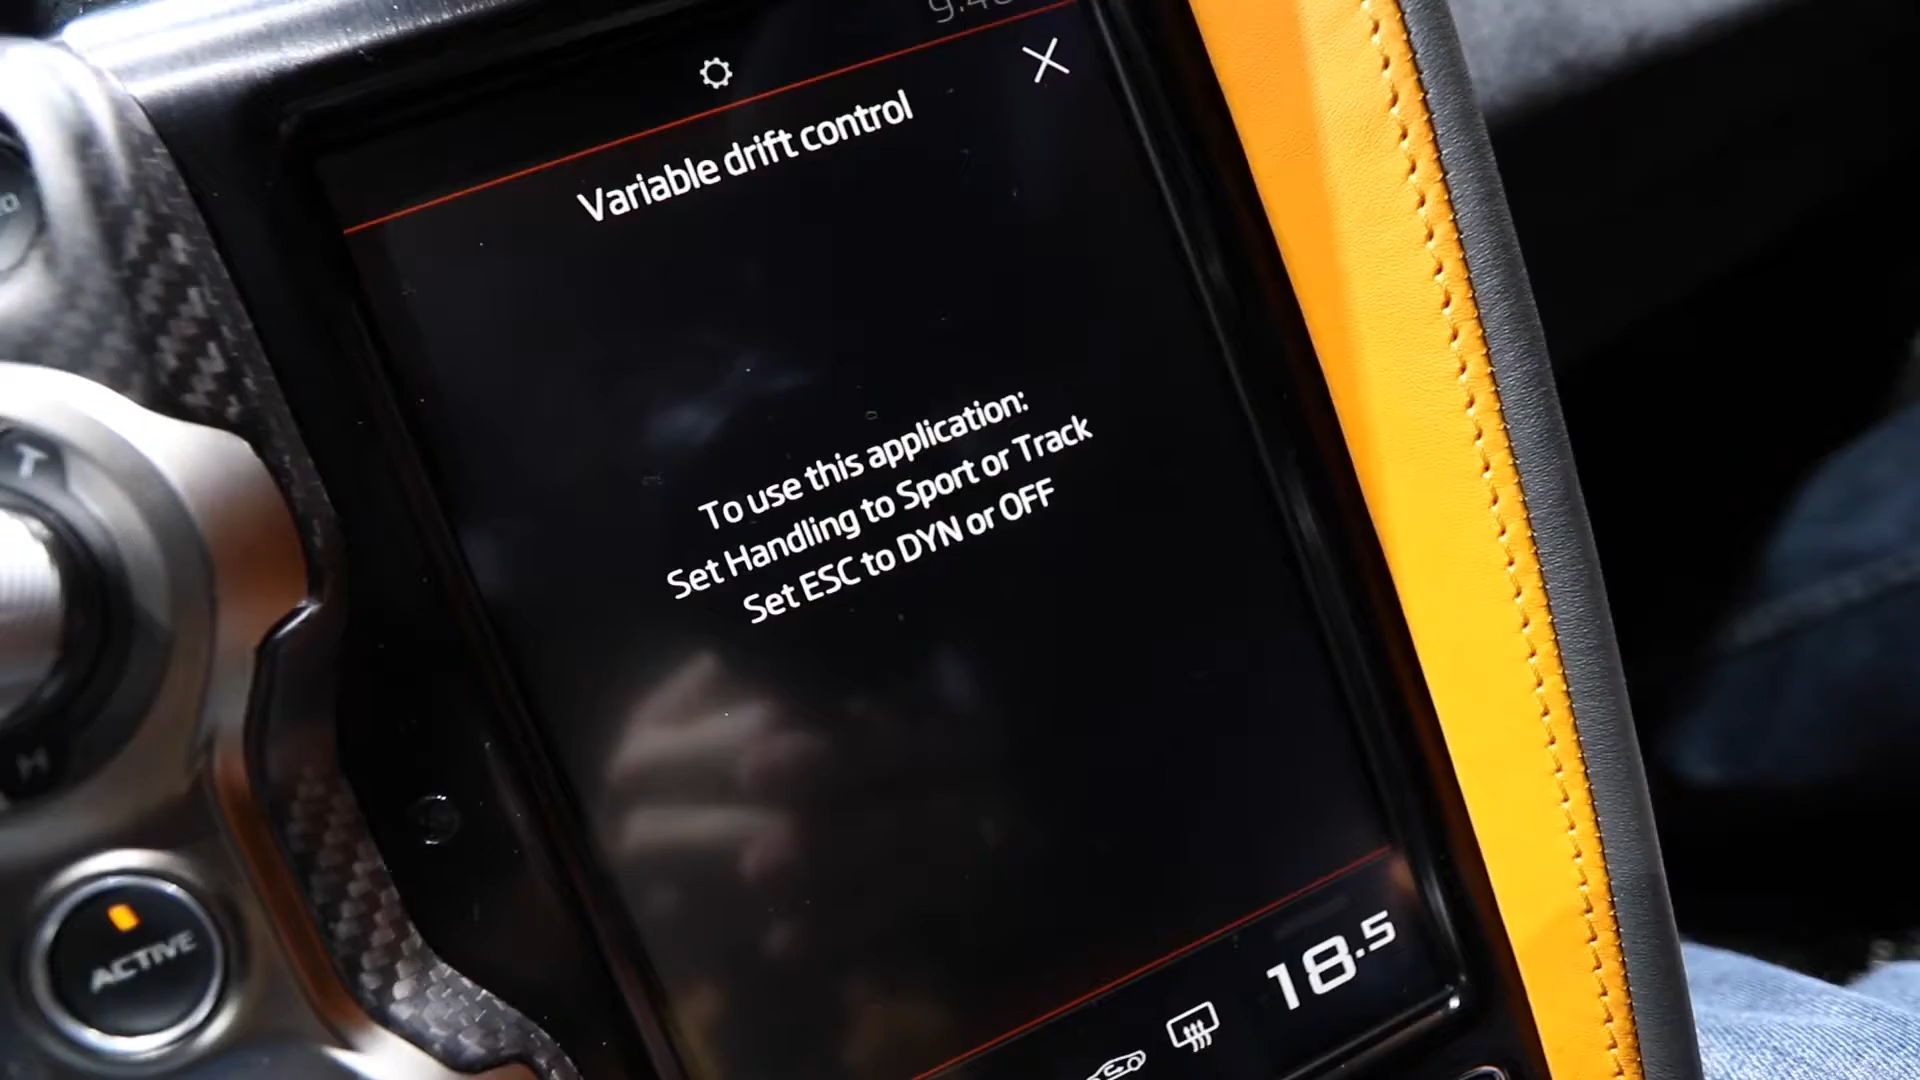 Variable drift control
To use this application:
Set Handling to Sport or Track
Set ESC to DYN or OFF
18.5
T
H
ACTIVE